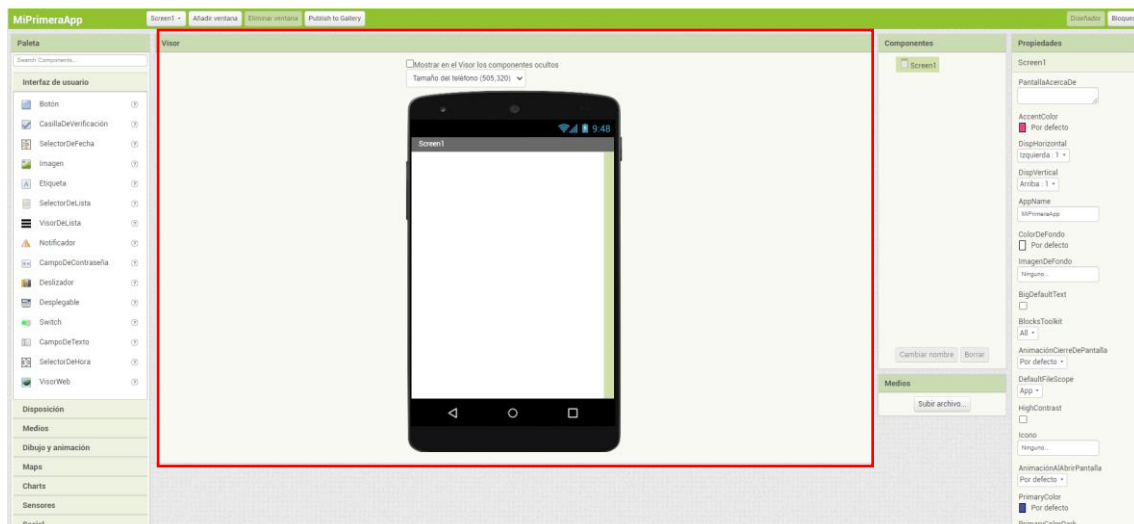 MiPrimeraApp
Screen1 Añadir ventana Eliminar ventana Publish to Gallery
Diseñador Bloques
Paleta
Search Components...
Interfaz de usuario
Botón
CasillaDeVerificación
SelectorDeFecha
Imagen
Etiqueta
SelectorDeLista
VisorDeLista
Notificador
CampoDeContraseña
Deslizador
Desplegable
Switch
CampoDeTexto
SelectorDeHora
VisorWeb
Disposición
Medios
Dibujo y animación
Maps
Charts
Sensores
Social
Visor
Mostrar en el Visor los componentes ocultos
Tamaño del teléfono (505,320)
9:48
Screen1
Componentes
Screen1
Cambiar nombre Borrar
Medios
Subir archivo...
Propiedades
Screen1
PantallaAcercaDe
AccentColor
Por defecto
DispHorizontal
Izquierda : 1
DispVertical
Arriba : 1
AppName
MiPrimeraApp
ColorDeFondo
Por defecto
ImagenDeFondo
Ninguno...
BigDefaultText
BlocksToolkit
All
AnimaciónCierreDePantalla
Por defecto
DefaultFileScope
App
HighContrast
Icono
Ninguno...
AnimaciónAlAbrirPantalla
Por defecto
PrimaryColor
Por defecto
PrimaryColorDark